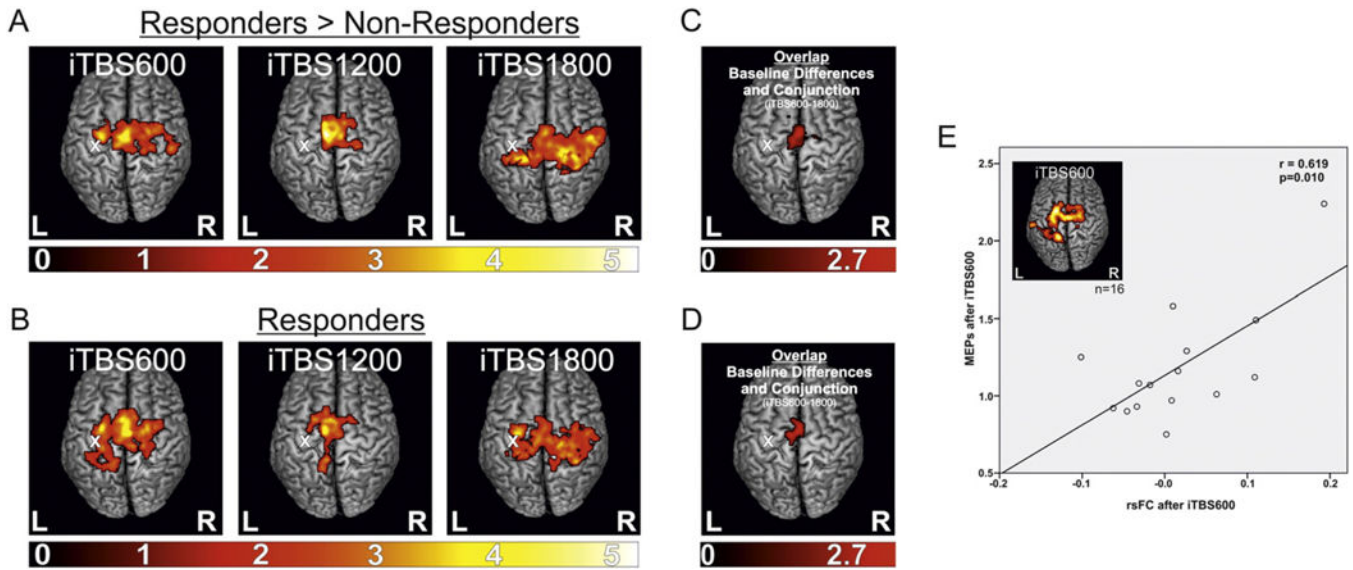 A
Responders > Non-Responders
iTBS600
iTBS1200
iTBS1800
x
x
x
L
R
L
R
L
R
0 1 2 3 4 5
B
Responders
iTBS600
iTBS1200
iTBS1800
x
x
x
L
R
L
R
L
R
0 1 2 3 4 5
C
Overlap
Baseline Differences
and Conjunction
(iTBS600-1800)
x
L
R
0 2.7
D
Overlap
Baseline Differences
and Conjunction
(iTBS600-1800)
x
L
R
0 2.7
E
r = 0.619
p=0.010
iTBS600
L
R
n=16
MEPs after iTBS600
2.5
2.0
1.5
1.0
0.5
-0.2 -0.1 -0.0 0.1 0.2
rsFC after iTBS600